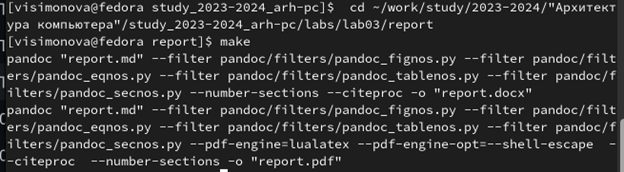 [visimonova@fedora study_2023-2024_arh-pc]$  cd ~/work/study/2023-2024/"Архитект
ура компьютера"/study_2023-2024_arh-pc/labs/lab03/report
[visimonova@fedora report]$ make
pandoc "report.md" --filter pandoc/filters/pandoc_fignos.py --filter pandoc/filt
ers/pandoc_eqnos.py --filter pandoc/filters/pandoc_tablenos.py --filter pandoc/f
ilters/pandoc_secnos.py --number-sections --citeproc -o "report.docx"
pandoc "report.md" --filter pandoc/filters/pandoc_fignos.py --filter pandoc/filt
ers/pandoc_eqnos.py --filter pandoc/filters/pandoc_tablenos.py --filter pandoc/f
ilters/pandoc_secnos.py --pdf-engine=lualatex --pdf-engine-opt=--shell-escape  -
-citeproc  --number-sections -o "report.pdf"